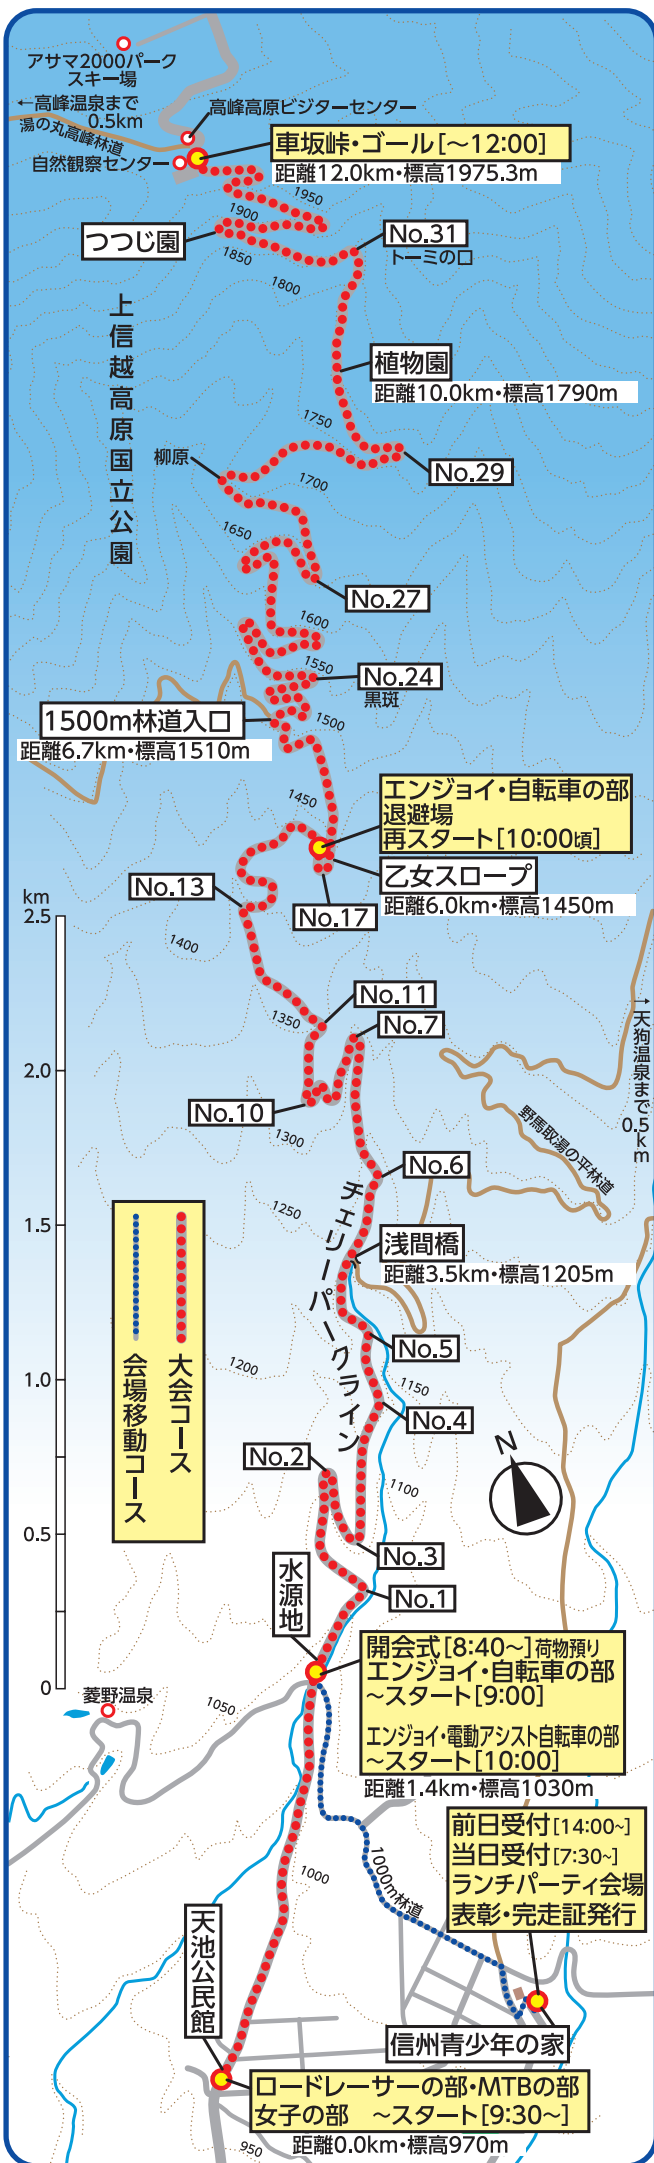 アサマ2000パーク
スキー場
←高峰温泉まで
0.5km
湯の丸高峰林道
高峰高原ビジターセンター
自然観察センター
車坂峠・ゴール[～12:00]
距離12.0km・標高1975.3m
1950
1900
つつじ園
1850
1800
No.31
トーミの口
上信越高原国立公園
植物園
距離10.0km・標高1790m
1750
柳原
No.29
1700
1650
No.27
1600
1550
No.24
黒斑
1500
1500m林道入口
距離6.7km・標高1510m
1450
エンジョイ・自転車の部
退避場
再スタート[10:00頃]
乙女スロープ
距離6.0km・標高1450m
No.13
No.17
km
2.5
1400
No.11
1350
No.7
→天狗温泉まで0.5km
2.0
No.10
野馬取湯の平林道
1300
No.6
チェリーパークライン
1250
1.5
浅間橋
距離3.5km・標高1205m
大会コース
会場移動コース
No.5
1200
1.0
1150
No.4
N
No.2
1100
0.5
No.3
水源地
No.1
開会式[8:40～]荷物預り
エンジョイ・自転車の部
～スタート[9:00]
エンジョイ・電動アシスト自転車の部
～スタート[10:00]
距離1.4km・標高1030m
0
菱野温泉
1050
前日受付[14:00～]
当日受付[7:30～]
ランチパーティ会場
表彰・完走証発行
1000m林道
1000
天池公民館
信州青少年の家
ロードレーサーの部・MTBの部
女子の部　～スタート[9:30～]
距離0.0km・標高970m
950